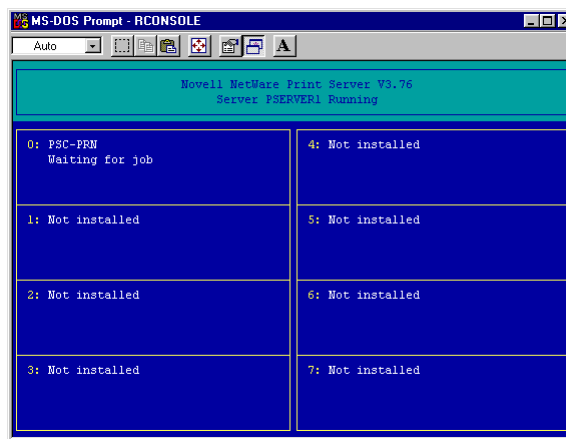 MS-DOS Prompt - RCONSOLE
Auto
A
Novell NetWare Print Server V3.76
Server PSERVER1 Running
0: PSC-PRN
Waiting for job
1: Not installed
2: Not installed
3: Not installed
4: Not installed
5: Not installed
6: Not installed
7: Not installed